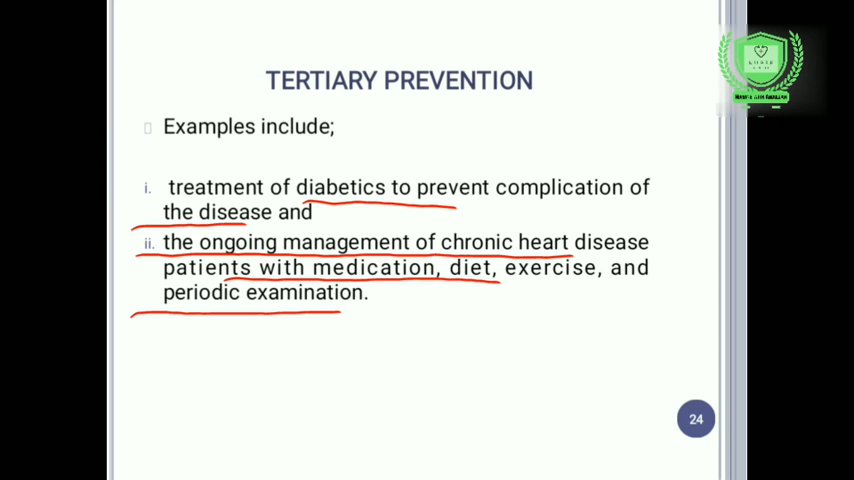 TERTIARY PREVENTION
Examples include;
i. treatment of diabetics to prevent complication of
the disease and
ii. the ongoing management of chronic heart disease
patients with medication, diet, exercise, and
periodic examination.
24